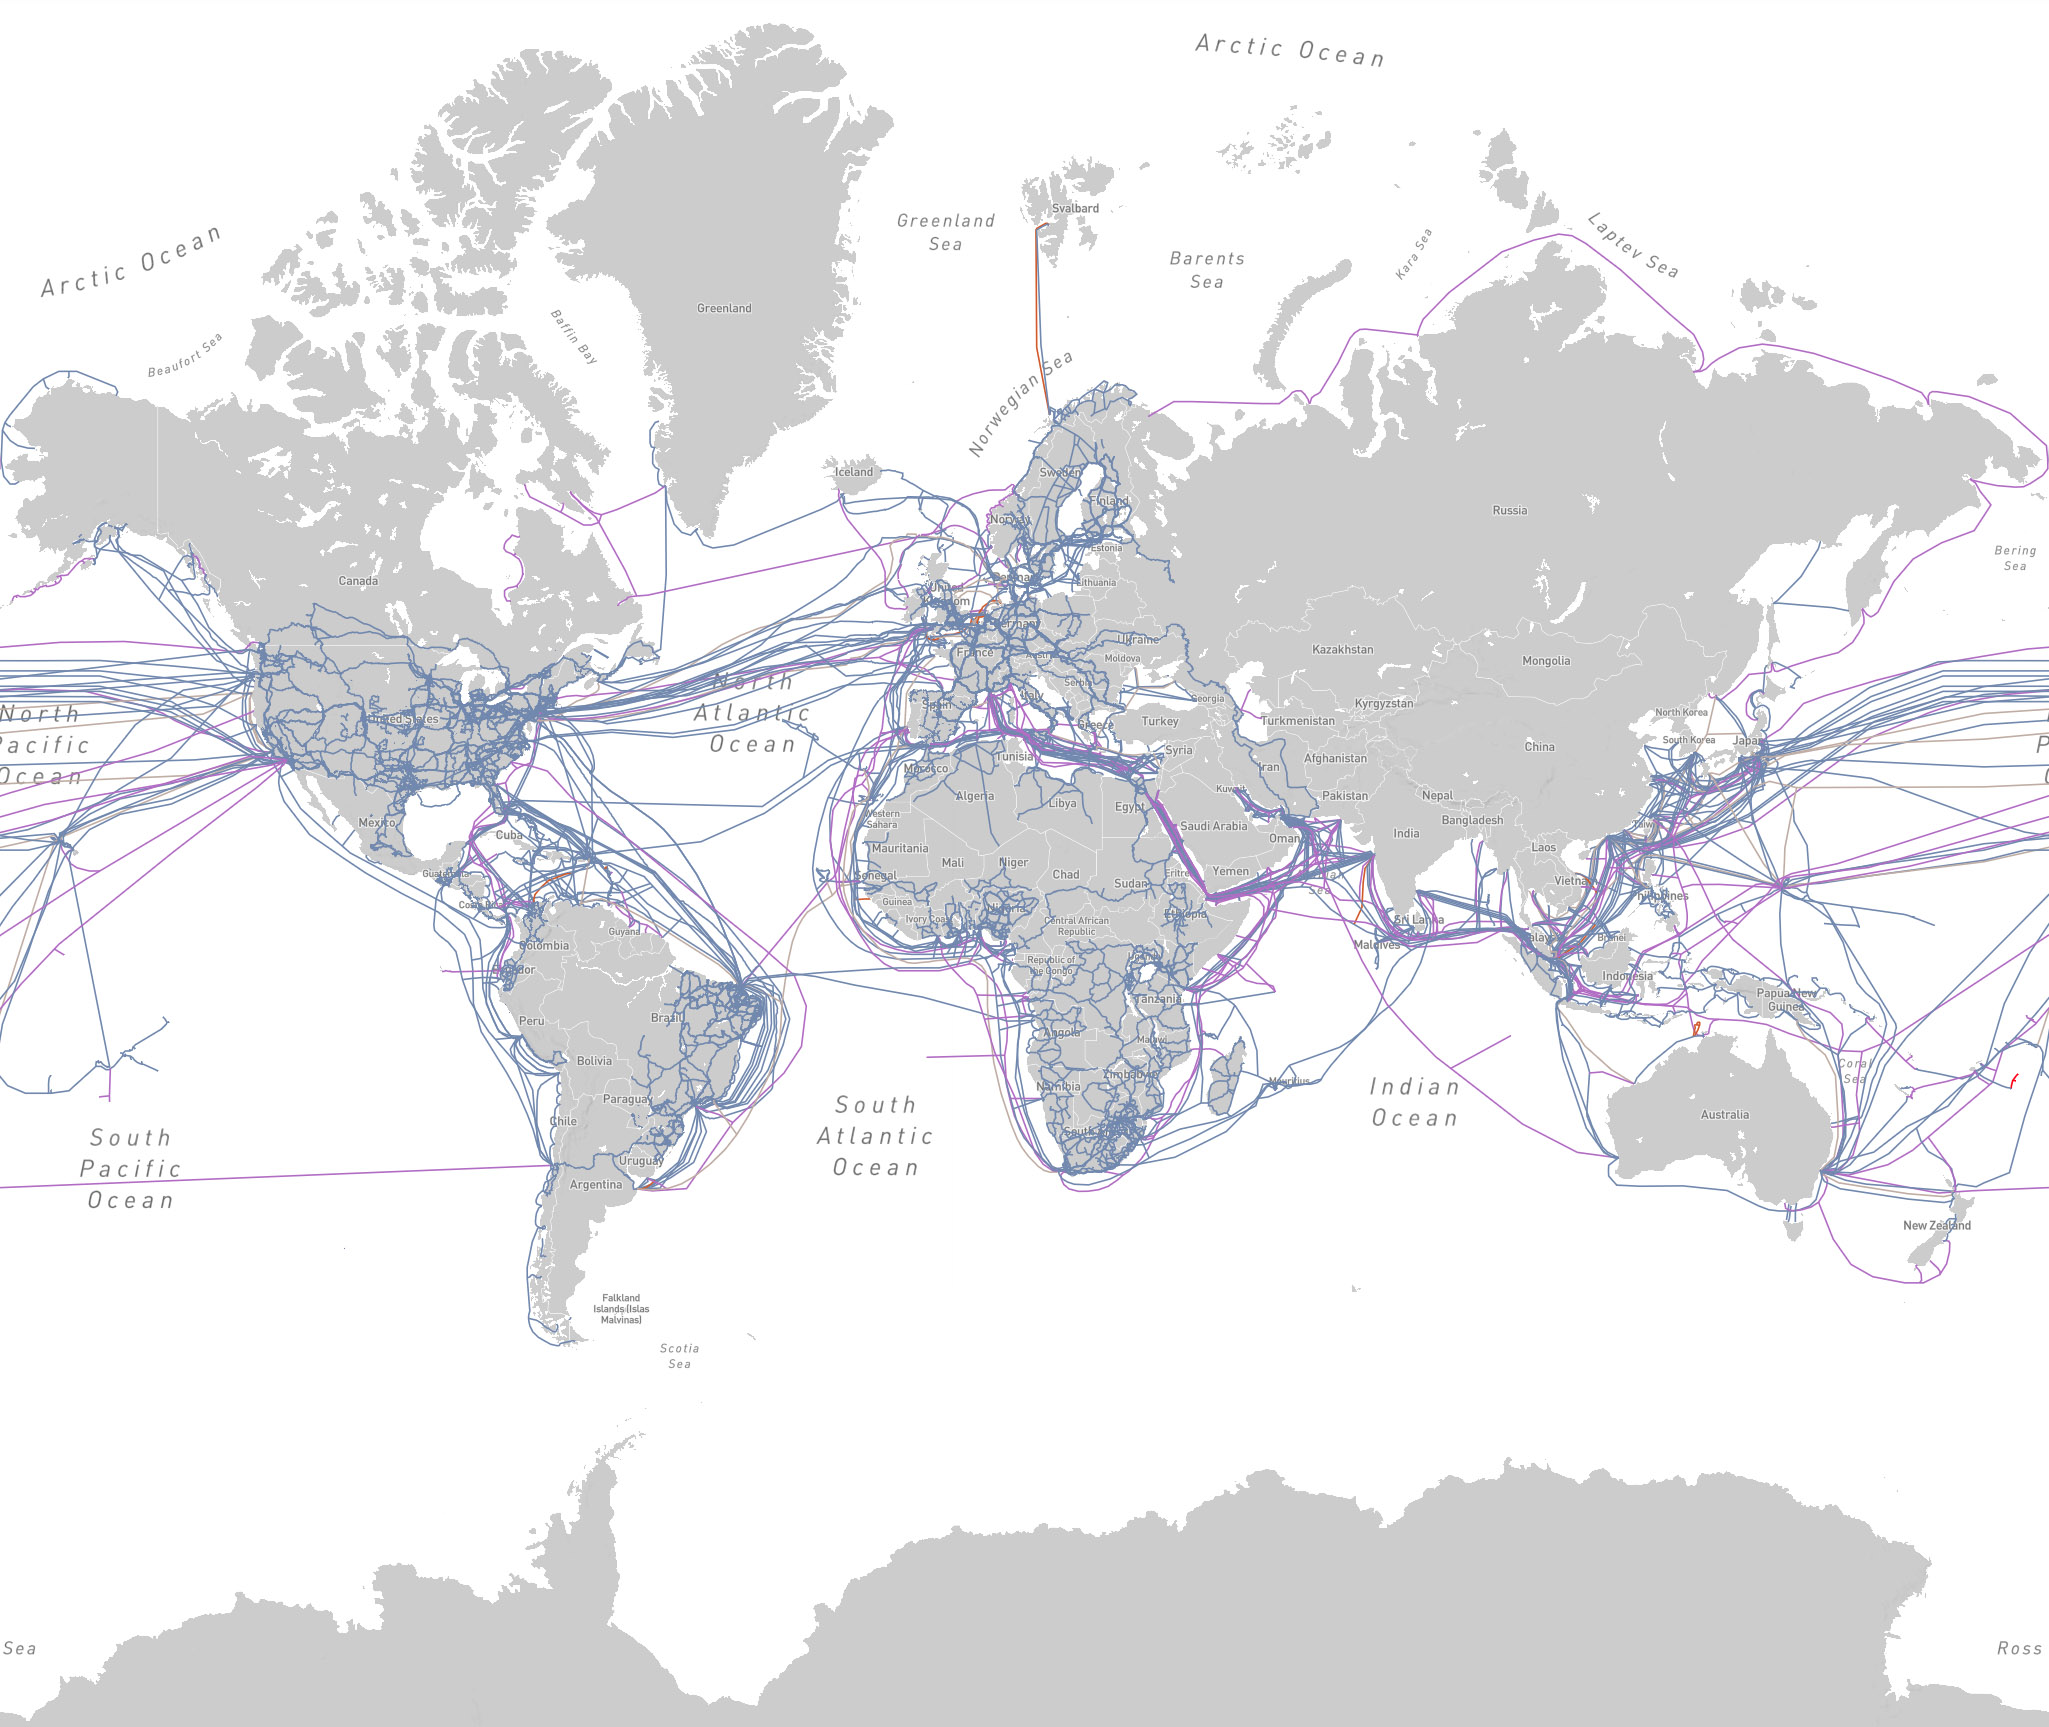 Arctic Ocean
Arctic Ocean
Svalbard
Greenland
Sea
Laptev Sea
Kara Sea
Barents
Sea
Greenland
Baffin Bay
Beaufort Sea
Norwegian Sea
Iceland
Sweden
Finland
Russia
Norway
Estonia
Bering
Sea
Canada
Denmark
Lithuania
United
Kingdom
Germany
Ukraine
Kazakhstan
France
Austria
Moldova
Mongolia
North
Atlantic
Ocean
Serbia
Italy
Georgia
Spain
Kyrgyzstan
North
Pacific
Ocean
United States
Greece
Turkey
Turkmenistan
North Korea
South Korea
Japan
China
Syria
Tunisia
Afghanistan
Morocco
Iran
Algeria
Libya
Egypt
Kuwait
Pakistan
Nepal
Western
Sahara
Mexico
Cuba
Saudi Arabia
Bangladesh
India
Taiwan
Oman
Mauritania
Laos
Mali
Niger
Chad
Guatemala
Senegal
Sudan
Eritrea
Yemen
Sea
Vietnam
Philippines
Costa Rica
Guinea
Nigeria
Ivory Coast
Central African
Republic
Ethiopia
Sri Lanka
Guyana
Colombia
Malaysia
Brunei
Maldives
Ecuador
Republic of
the Congo
Uganda
Indonesia
Tanzania
Papua New
Guinea
Peru
Brazil
Angola
Malawi
Bolivia
Coral
Sea
Zimbabwe
Namibia
Mauritius
Paraguay
Indian
Ocean
South
Atlantic
Ocean
Australia
Chile
South
Pacific
Ocean
Uruguay
Argentina
New Zealand
Falkland
Islands (Islas
Malvinas)
Scotia
Sea
Sea
Ross